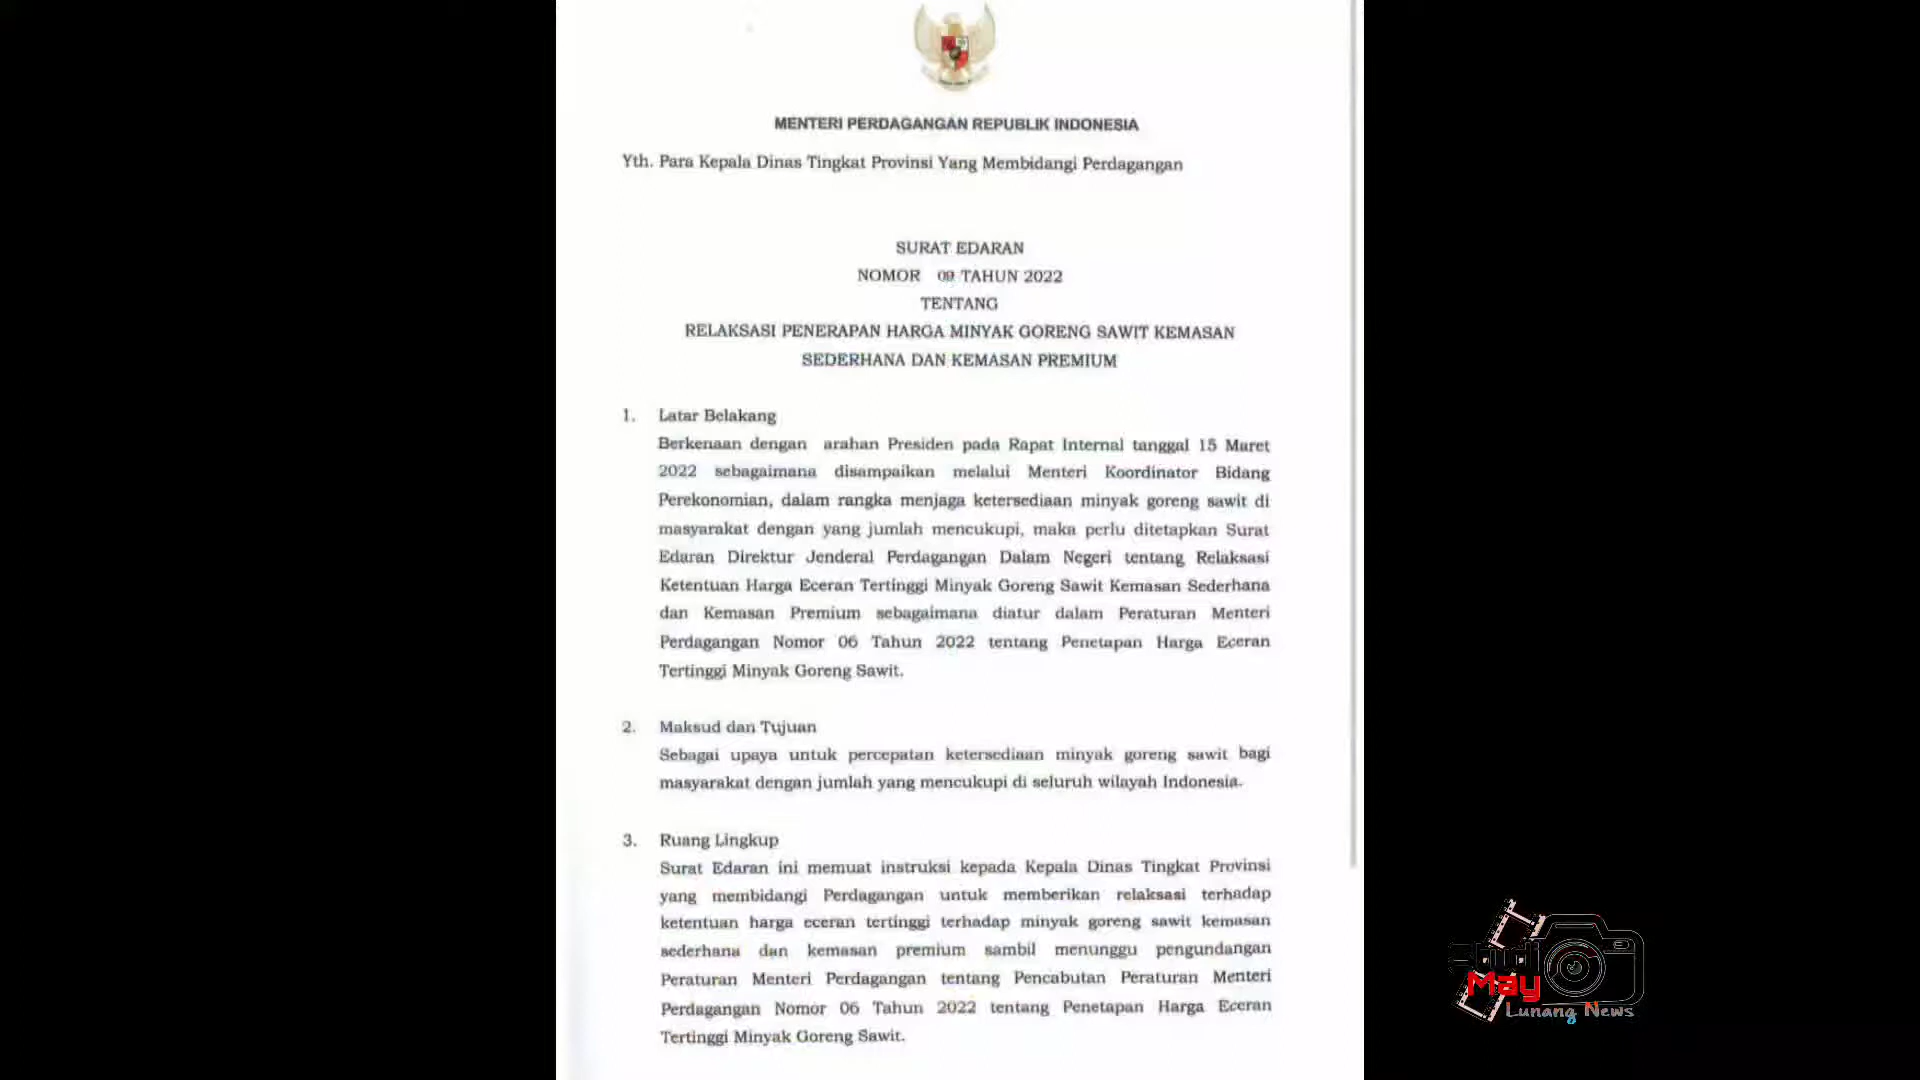 MENTERI PERDAGANGAN REPUBLIK INDONESIA
Yth. Para Kepala Dinas Tingkat Provinsi Yang Membidangi Perdagangan
SURAT EDARAN
NOMOR 09 TAHUN 2022
TENTANG
RELAKSASI PENERAPAN HARGA MINYAK GORENG SAWIT KEMASAN
SEDERHANA DAN KEMASAN PREMIUM
1. Latar Belakang
Berkenaan dengan arahan Presiden pada Rapat Internal tanggal 15 Maret
2022 sebagaimana disampaikan melalui Menteri Koordinator Bidang
Perekonomian, dalam rangka menjaga ketersediaan minyak goreng sawit di
masyarakat dengan yang jumlah mencukupi, maka perlu ditetapkan Surat
Edaran Direktur Jenderal Perdagangan Dalam Negeri tentang Relaksasi
Ketentuan Harga Eceran Tertinggi Minyak Goreng Sawit Kemasan Sederhana
dan Kemasan Premium sebagaimana diatur dalam Peraturan Menteri
Perdagangan Nomor 06 Tahun 2022 tentang Penetapan Harga Eceran
Tertinggi Minyak Goreng Sawit.
2. Maksud dan Tujuan
Sebagai upaya untuk percepatan ketersediaan minyak goreng sawit bagi
masyarakat dengan jumlah yang mencukupi di seluruh wilayah Indonesia.
3. Ruang Lingkup
Surat Edaran ini memuat instruksi kepada Kepala Dinas Tingkat Provinsi
yang membidangi Perdagangan untuk memberikan relaksasi terhadap
ketentuan harga eceran tertinggi terhadap minyak goreng sawit kemasan
sederhana dan kemasan premium sambil menunggu pengundangan
Peraturan Menteri Perdagangan tentang Pencabutan Peraturan Menteri
Perdagangan Nomor 06 Tahun 2022 tentang Penetapan Harga Eceran
Tertinggi Minyak Goreng Sawit.
May
Lunang News